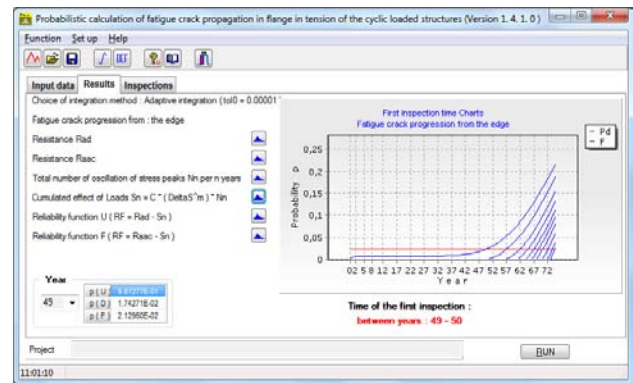 Probabilistic calculation of fatigue crack propagation in flange in tension of the cyclic loaded structures (Version 1. 4. 1. 0 )
Function Set up Help
Input data Results Inspections
Choice of integration method : Adaptive integration ( tol0 = 0.00001
Fatigue crack progression from : the edge
Resistance Rad
Resistance Raac
Total number of oscillation of stress peaks Nn per n years
Cumulated effect of Loads Sn = C * ( DeltaS^m ) * Nn
Reliability function U ( RF = Rad - Sn )
Reliability function F ( RF = Raac - Sn )
Year
49
p ( U )
p ( D ) 1.74271E-02
p ( F ) 2.12960E-02
First inspection time Charts
Fatigue crack progression from the edge
Pd
F
Probability p
0,25
0,2
0,15
0,1
0,05
0
02 5 8 12 17 22 27 32 37 42 47 52 57 62 67 72
Year
Time of the first inspection :
between years : 49 - 50
Project
RUN
11:01:10